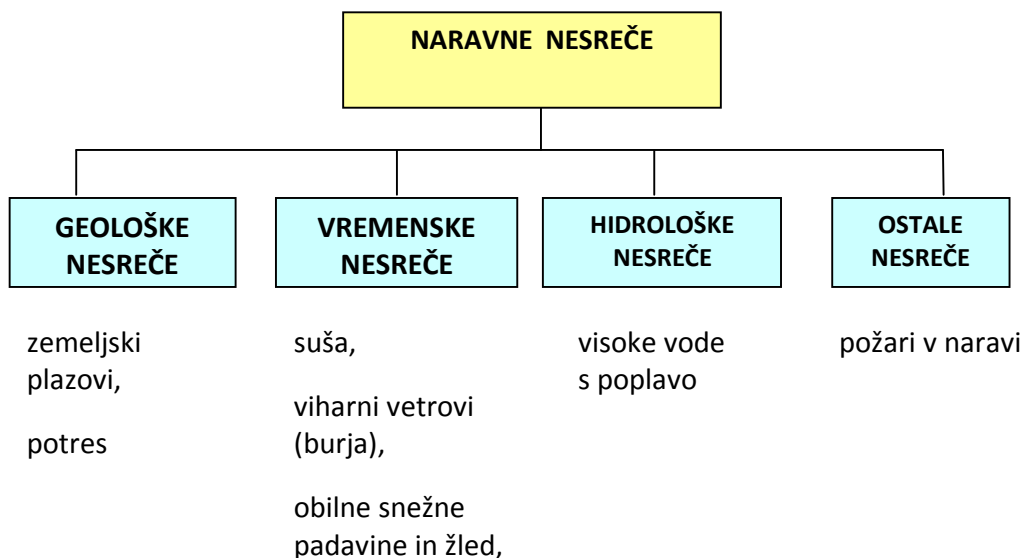 NARAVNE NESREČE
GEOLOŠKE
NESREČE
VREMENSKE
NESREČE
HIDROLOŠKE
NESREČE
OSTALE
NESREČE
zemeljski
plazovi,
potres
suša,
viharni vetrovi
(burja),
obilne snežne
padavine in žled,
visoke vode
s poplavo
požari v naravi